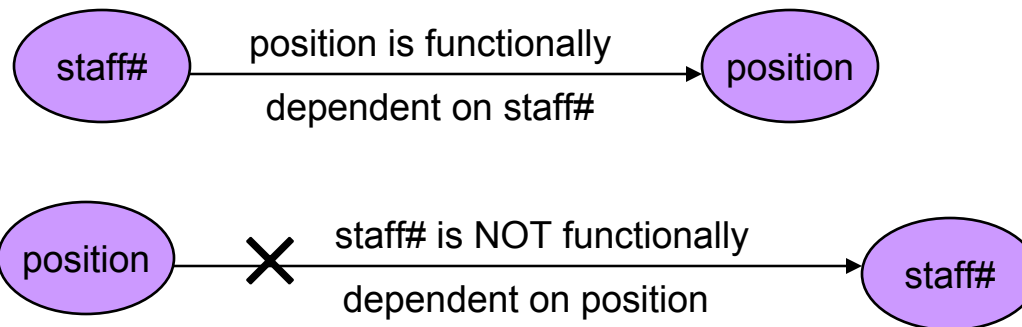 position is functionally
staff#
position
dependent on staff#
staff# is NOT functionally
position
staff#
dependent on position